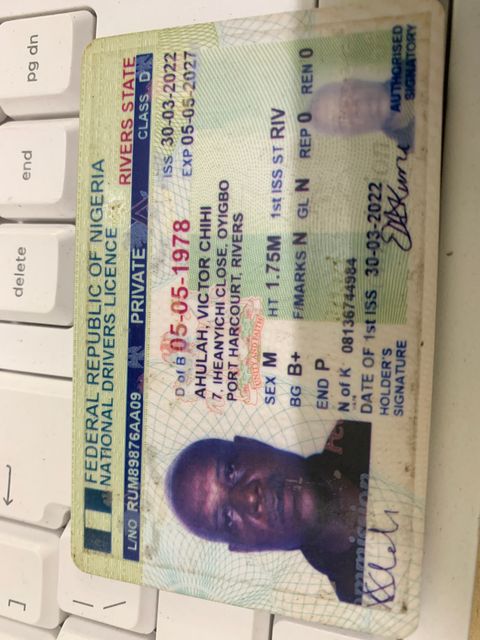 delete
end
pg dn
FEDERAL REPUBLIC OF NIGERIA
NATIONAL DRIVERS LICENCE
RIVERS STATE
L/NO RUM89876AA09 PRIVATE CLASS D
ISS 30-03-2022
D of B 05-05-1978 EXP 05-05-2027
AHULAH, VICTOR CHIHI
7, IHEANYICHI CLOSE, OYIGBO
PORT HARCOURT, RIVERS
UNITY AND FAITH
SEX M HT 1.75M 1st ISS ST RIV
BG B+ F/MARKS N GL N REP 0 REN 0
END P
N of K 08136744984
DATE OF 1st ISS 30-03-2022
HOLDER'S
SIGNATURE
AUTHORISED
SIGNATORY